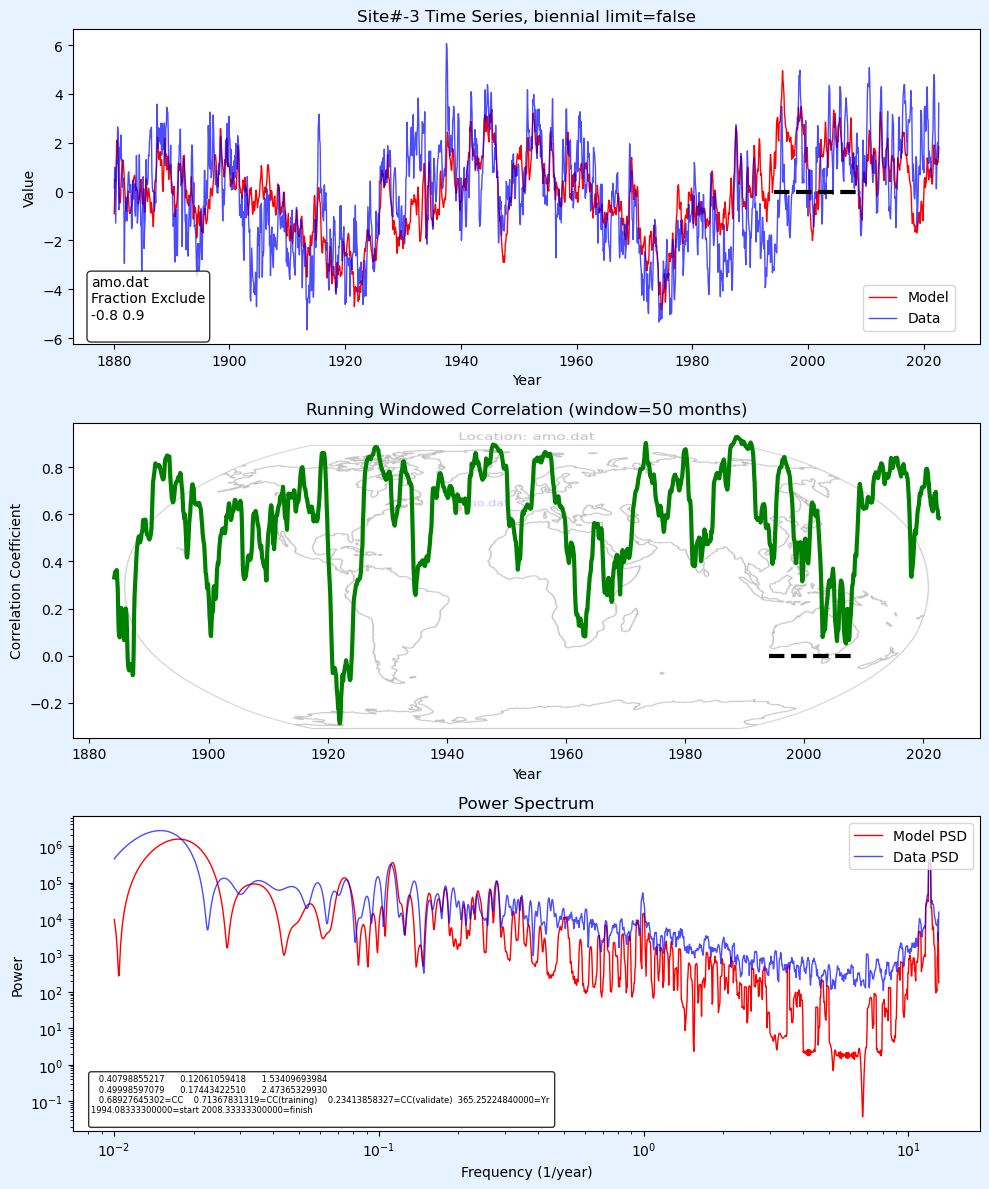 Site#-3 Time Series, biennial limit=false
6
4
2
0
−2
−4
−6
Value
amo.dat
Fraction Exclude
-0.8 0.9
Model
Data
1880
1900
1920
1940
1960
1980
2000
2020
Year
Running Windowed Correlation (window=50 months)
Location: amo.dat
amo.dat
0.8
0.6
0.4
0.2
0.0
−0.2
Correlation Coefficient
1880
1900
1920
1940
1960
1980
2000
2020
Year
Power Spectrum
Model PSD
Data PSD
10^6
10^5
10^4
10^3
10^2
10^1
10^0
10^−1
Power
0.40798855217 0.12061059418 1.53409693984
0.49998597079 0.17443422510 2.47365329930
0.68927645302=CC 0.71367831319=CC(training) 0.23413858327=CC(validate) 365.25224840000=Yr
1994.08333300000=start 2008.33333300000=finish
10^−2
10^−1
10^0
10^1
Frequency (1/year)